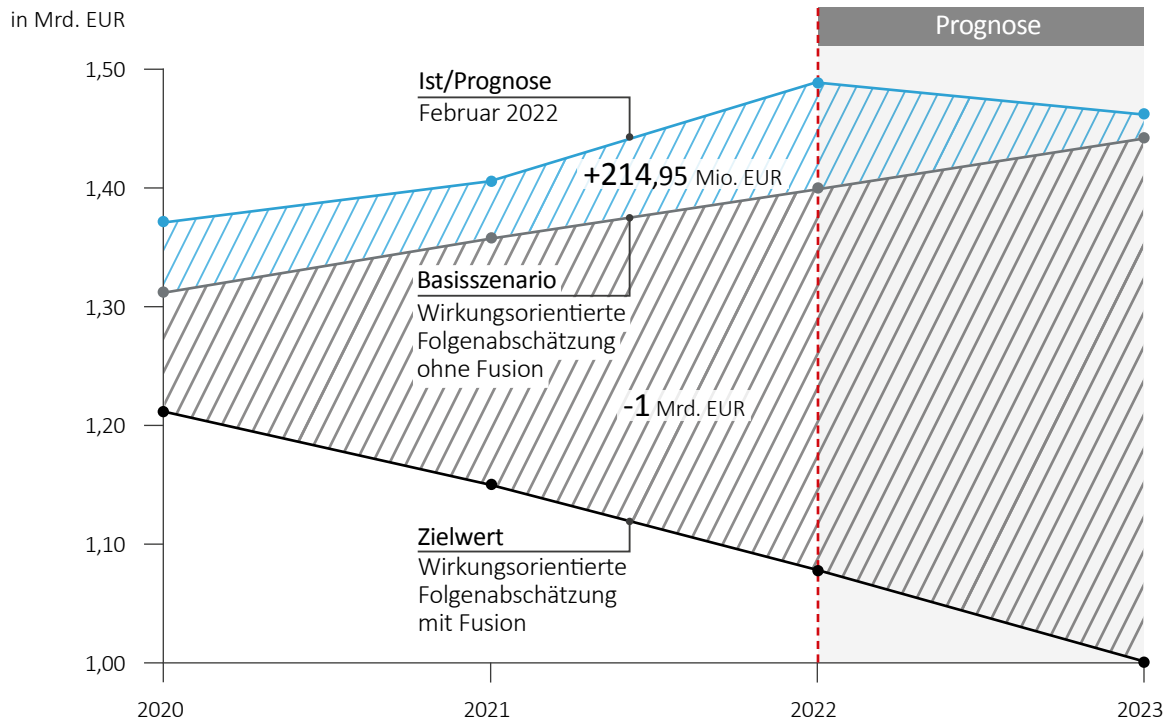 in Mrd. EUR
Prognose
1,50
1,40
1,30
1,20
1,10
1,00
Ist/Prognose
Februar 2022
+214,95 Mio. EUR
Basisszenario
Wirkungsorientierte
Folgenabschätzung
ohne Fusion
-1 Mrd. EUR
Zielwert
Wirkungsorientierte
Folgenabschätzung
mit Fusion
2020
2021
2022
2023